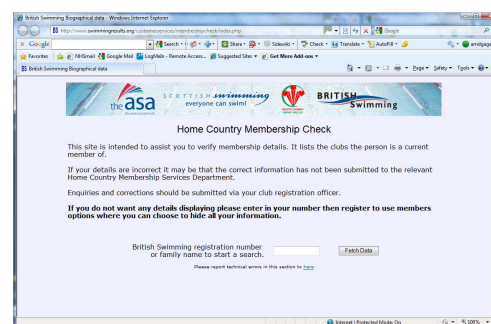 British Swimming Biographical data - Windows Internet Explorer
http://www.swimmingresults.org/customerservices/membershipcheck/index.php
Google
Google Search Share Sidewiki Check Translate AutoFill
Favorites NHSmail Google Mail LogMeIn - Remote Access... Suggested Sites Get More Add-ons
British Swimming Biographical data Page Safety Tools
the asa SCOTTISH swimming everyone can swim! BRITISH Swimming
Home Country Membership Check
This site is intended to assist you to verify membership details. It lists the clubs the person is a current
member of.
If your details are incorrect it may be that the correct information has not been submitted to the relevant
Home Country Membership Services Department.
Enquiries and corrections should be submitted via your club registration officer.
If you do not want any details displaying please enter in your number then register to use members
options where you can choose to hide all your information.
British Swimming registration number
or family name to start a search. Fetch Data
Please report technical errors in this section to here
Internet | Protected Mode: On 100%